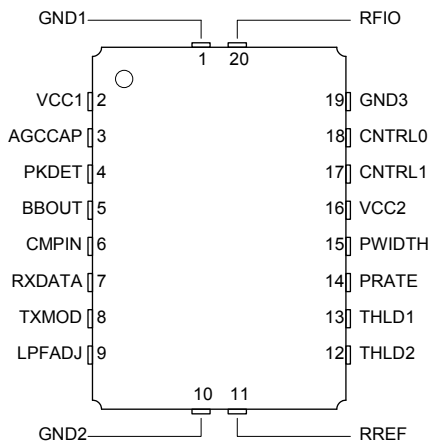 GND1 RFIO
1 20
VCC1 2 19 GND3
AGCCAP 3 18 CNTRL0
PKDET 4 17 CNTRL1
BBOUT 5 16 VCC2
CMPIN 6 15 PWIDTH
RXDATA 7 14 PRATE
TXMOD 8 13 THLD1
LPFADJ 9 12 THLD2
10 11
GND2 RREF